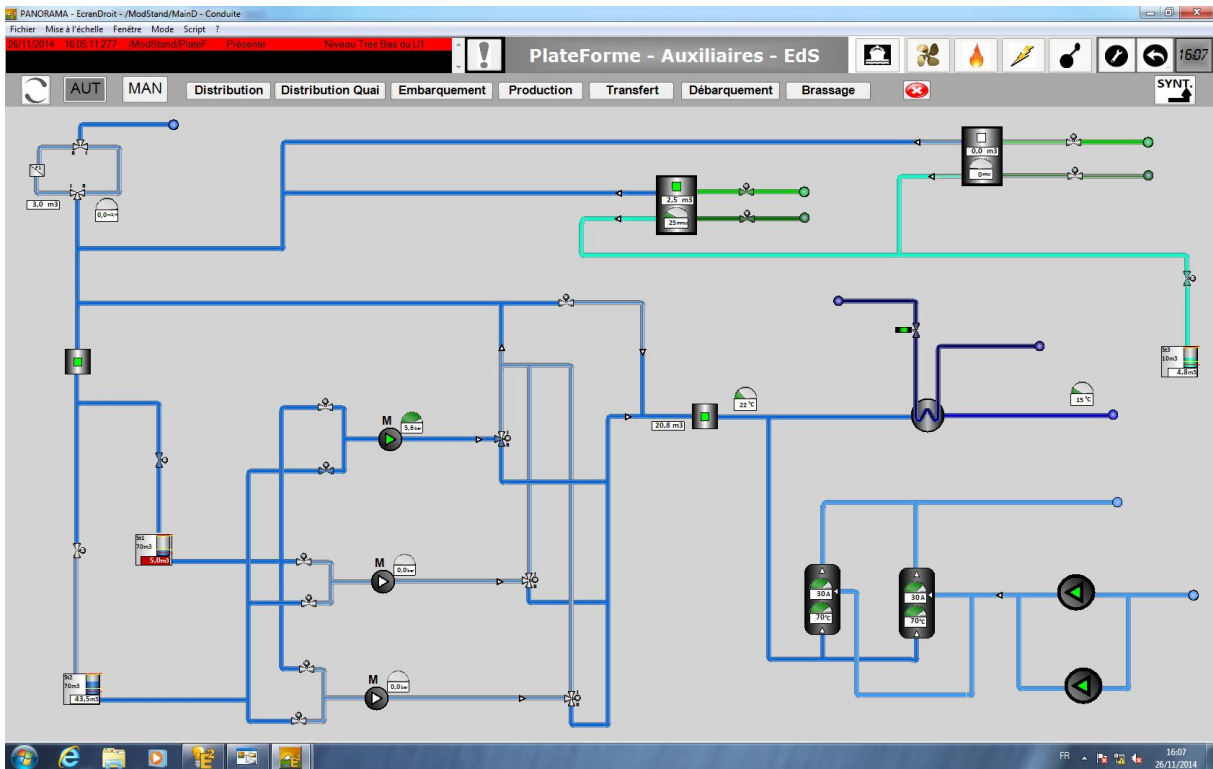 PANORAMA - EcranDroit - /ModStand/MainD - Conduite
Fichier Mise à l'échelle Fenêtre Mode Script ?
26/11/2014 16:05:11:277 /ModStand/PlateF Présente Niveau Très Bas du LI1
PlateForme - Auxiliaires - EdS
16:07
AUT MAN Distribution Distribution Quai Embarquement Production Transfert Débarquement Brassage
SYNT.
0,0 m3
0 mu
3,0 m3
2,5 m3
25 mmu
St3
10m3
4,8m3
22 °C
15 °C
M
5,6 bar
20,8 m3
St1
70m3
5,0m3
M
0,0 bar
30 A
30 A
70°C
70°C
St2
70m3
43,5m3
M
0,0 bar
FR
16:07
26/11/2014